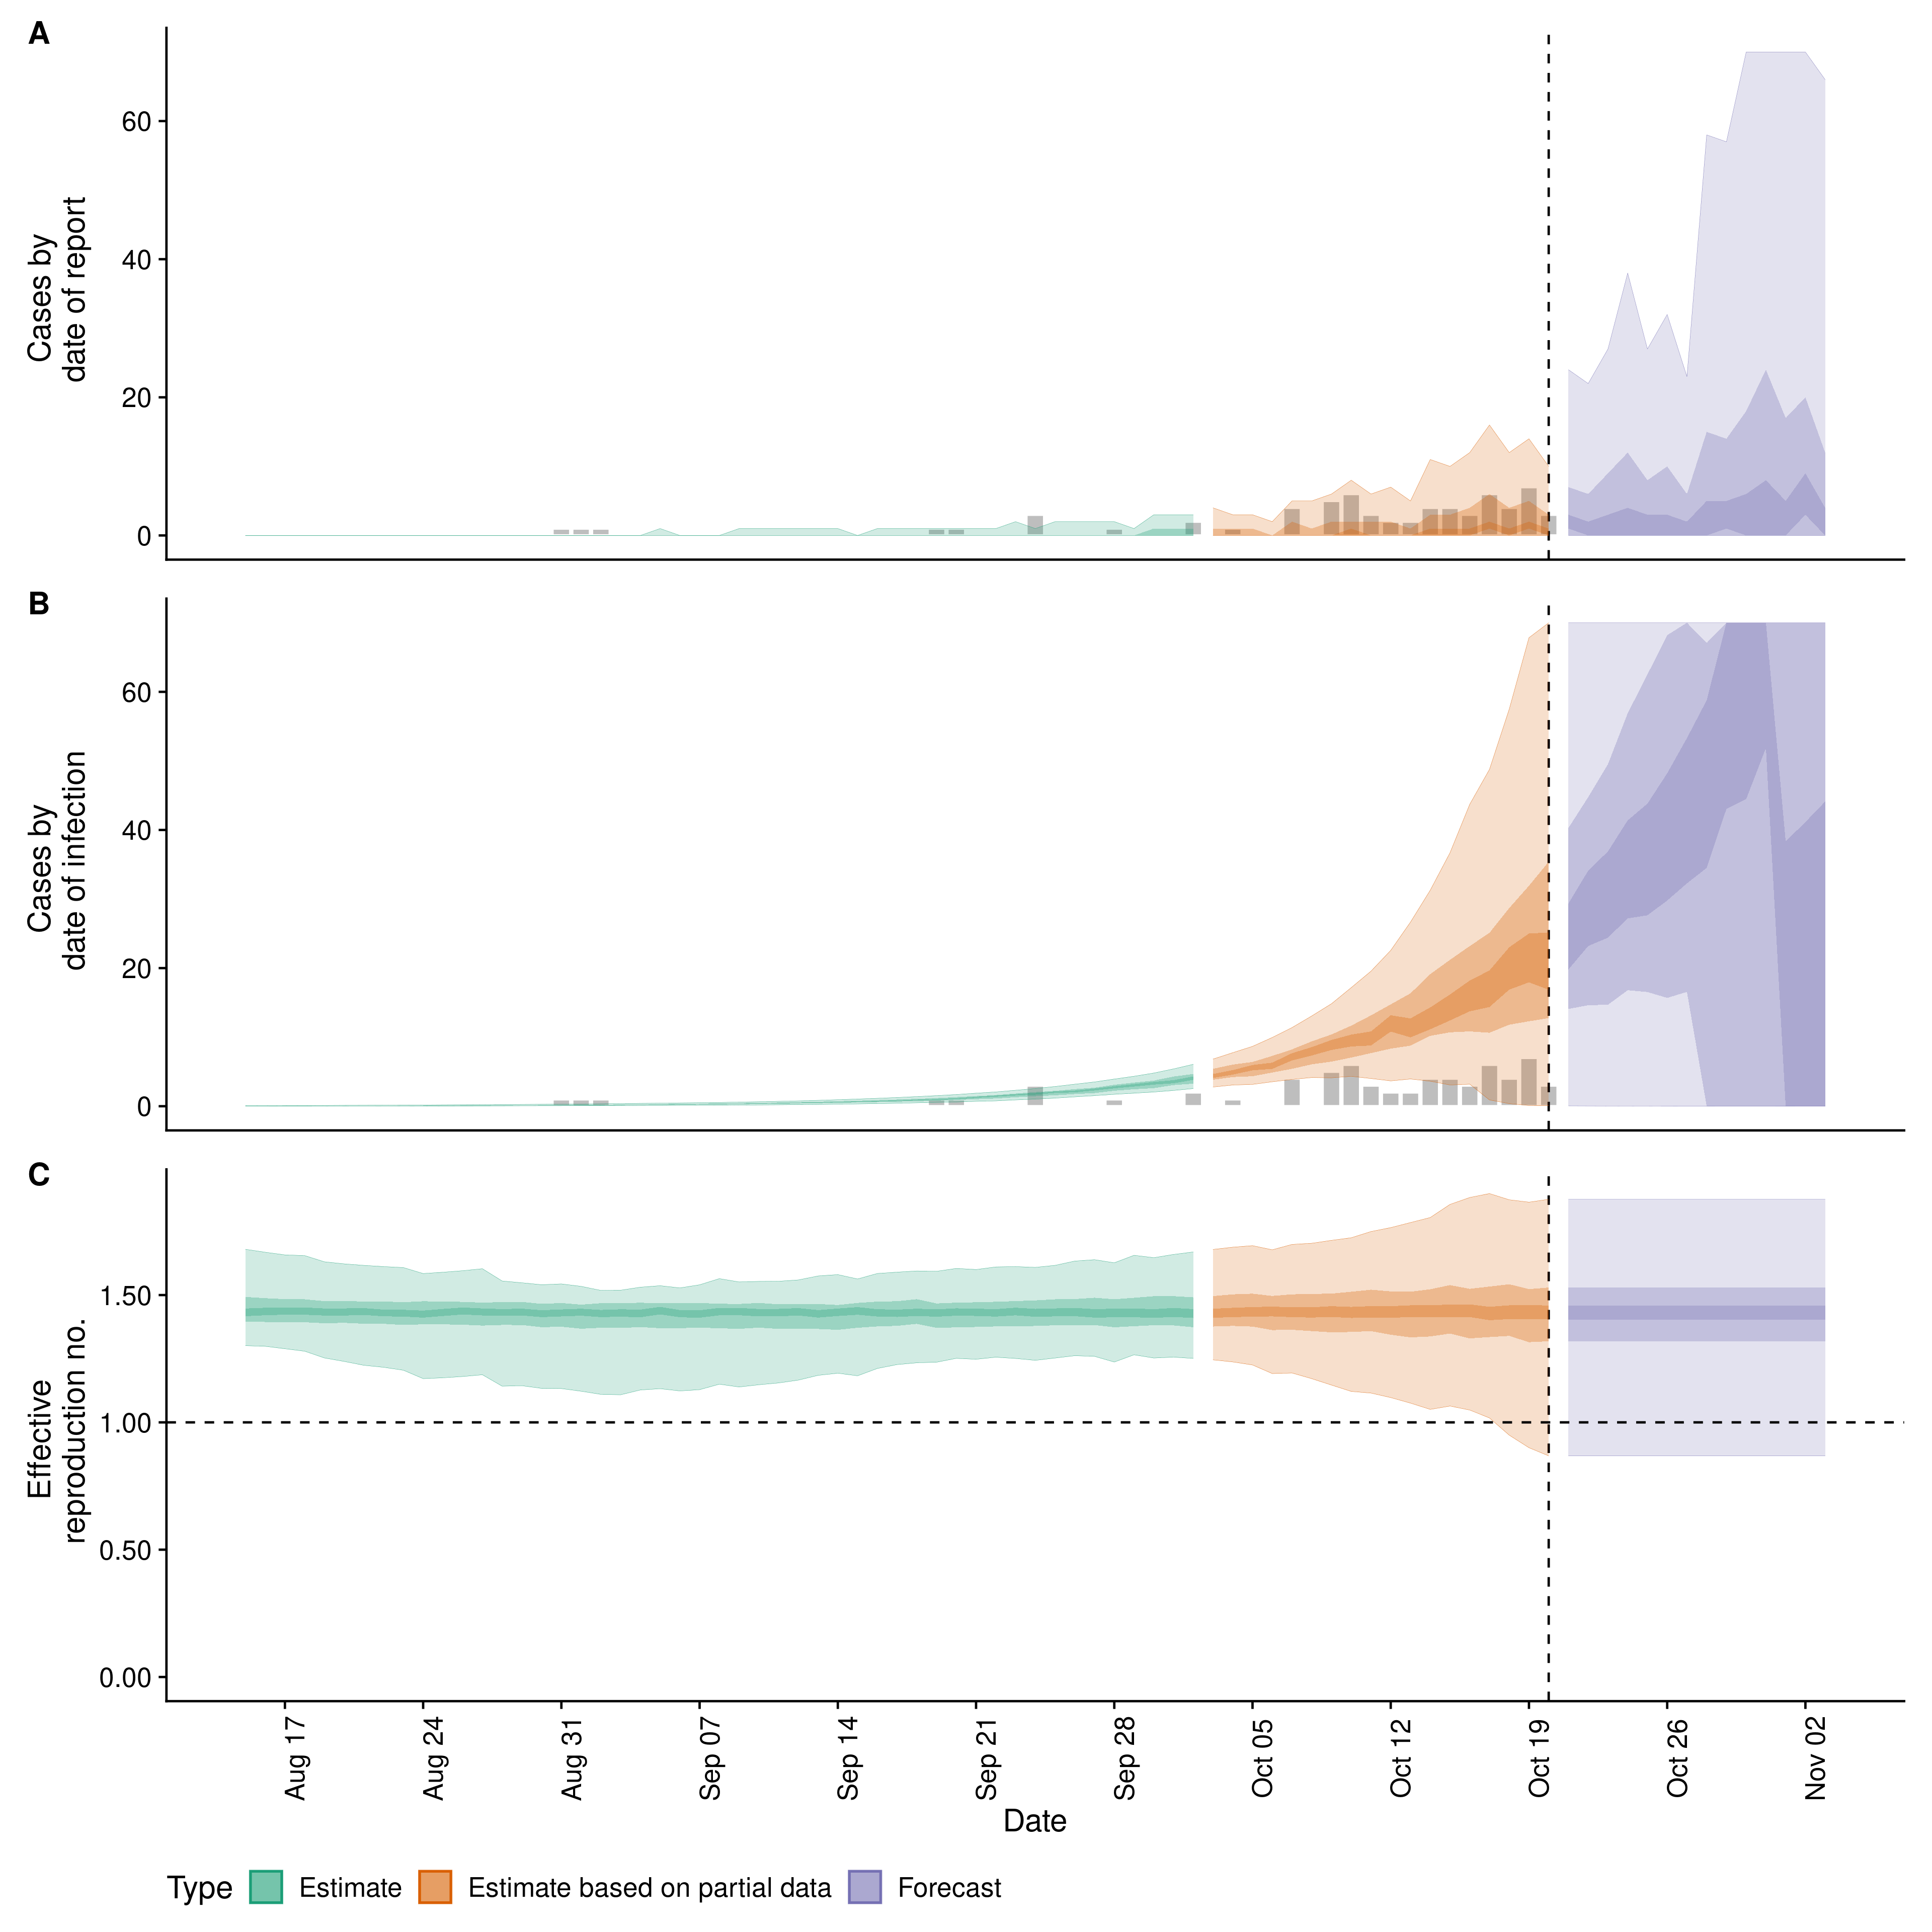 A
Cases by
date of report
60
40
20
0
B
Cases by
date of infection
60
40
20
0
C
Effective
reproduction no.
1.50
1.00
0.50
0.00
Aug 17
Aug 24
Aug 31
Sep 07
Sep 14
Sep 21
Sep 28
Oct 05
Oct 12
Oct 19
Oct 26
Nov 02
Date
Type Estimate Estimate based on partial data Forecast